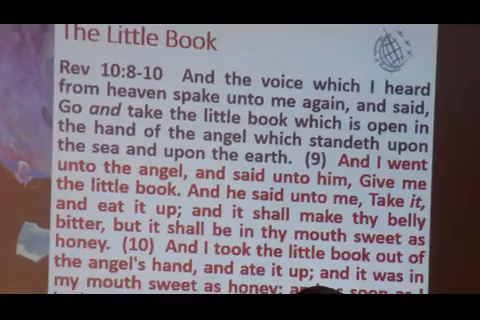 The Little Book
Rev 10:8-10 And the voice which I heard
from heaven spake unto me again, and said,
Go and take the little book which is open in
the hand of the angel which standeth upon
the sea and upon the earth. (9) And I went
unto the angel, and said unto him, Give me
the little book. And he said unto me, Take it,
and eat it up; and it shall make thy belly
bitter, but it shall be in thy mouth sweet as
honey. (10) And I took the little book out of
the angel's hand, and ate it up; and it was in
my mouth sweet as honey; soon as I